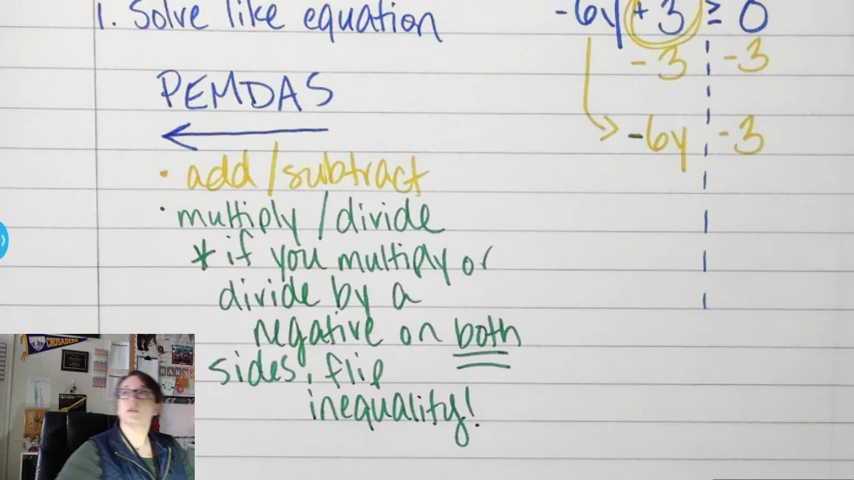 1. Solve like equation
-6y + 3 ≥ 0
- 3 - 3
PEMDAS
-6y -3
• add/subtract
• multiply/divide
* if you multiply or
divide by a
negative on both
sides, flip
inequality!
CRUSADERS